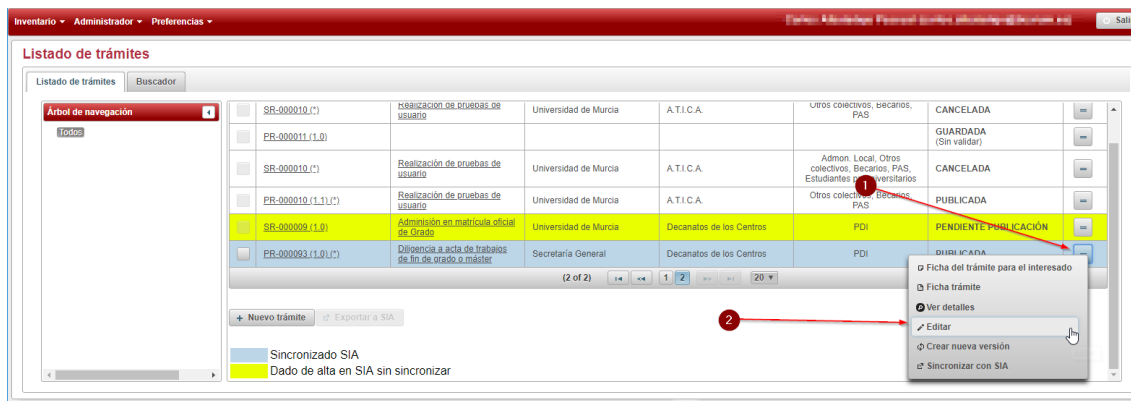 Inventario Administrador Preferencias
Listado de trámites
Listado de trámites Buscador
Árbol de navegación
Todos
SR-000010 (*) Realización de pruebas de usuario Universidad de Murcia A.T.I.C.A. Otros colectivos, Becarios, PAS CANCELADA
PR-000011 (1.0) GUARDADA (Sin validar)
SR-000010 (*) Realización de pruebas de usuario Universidad de Murcia A.T.I.C.A. Admon. Local, Otros colectivos, Becarios, PAS, Estudiantes CANCELADA
1
PR-000010 (1.1) (*) Realización de pruebas de usuario Universidad de Murcia A.T.I.C.A. Otros colectivos, Becarios, PAS PUBLICADA
SR-000009 (1.0) Adminisión en matrícula oficial de Grado Universidad de Murcia Decanatos de los Centros PDI PENDIENTE PUBLICACIÓN
PR-000093 (1.0) (*) Diligencia a acta de trabajos de fin de grado o máster Secretaría General Decanatos de los Centros PDI PUBLICADA
(2 of 2) 1 2 20
Ficha del trámite para el interesado
Ficha trámite
Ver detalles
Editar
Crear nueva versión
Sincronizar con SIA
+ Nuevo trámite Exportar a SIA
2
Sincronizado SIA
Dado de alta en SIA sin sincronizar